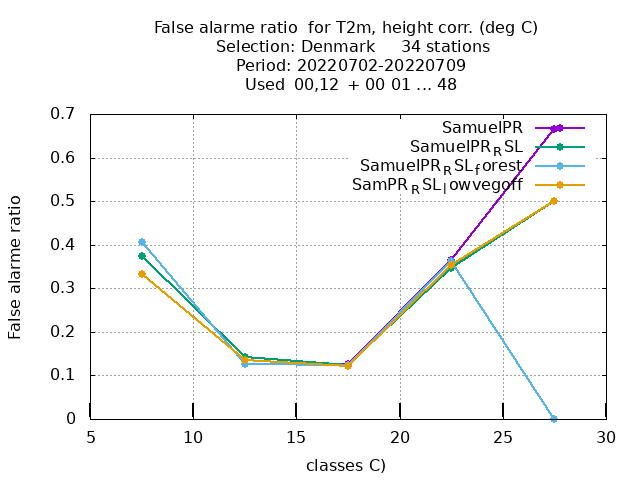 False alarme ratio  for T2m, height corr. (deg C)
Selection: Denmark     34 stations
Period: 20220702-20220709
Used  00,12  + 00 01 ... 48
0.7
0.6
0.5
0.4
0.3
0.2
0.1
0
False alarme ratio
SamuelPR
SamuelPR_RSL
SamuelPR_RSL_forest
SamPR_RSL_lowvegoff
5 10 15 20 25 30
classes C)